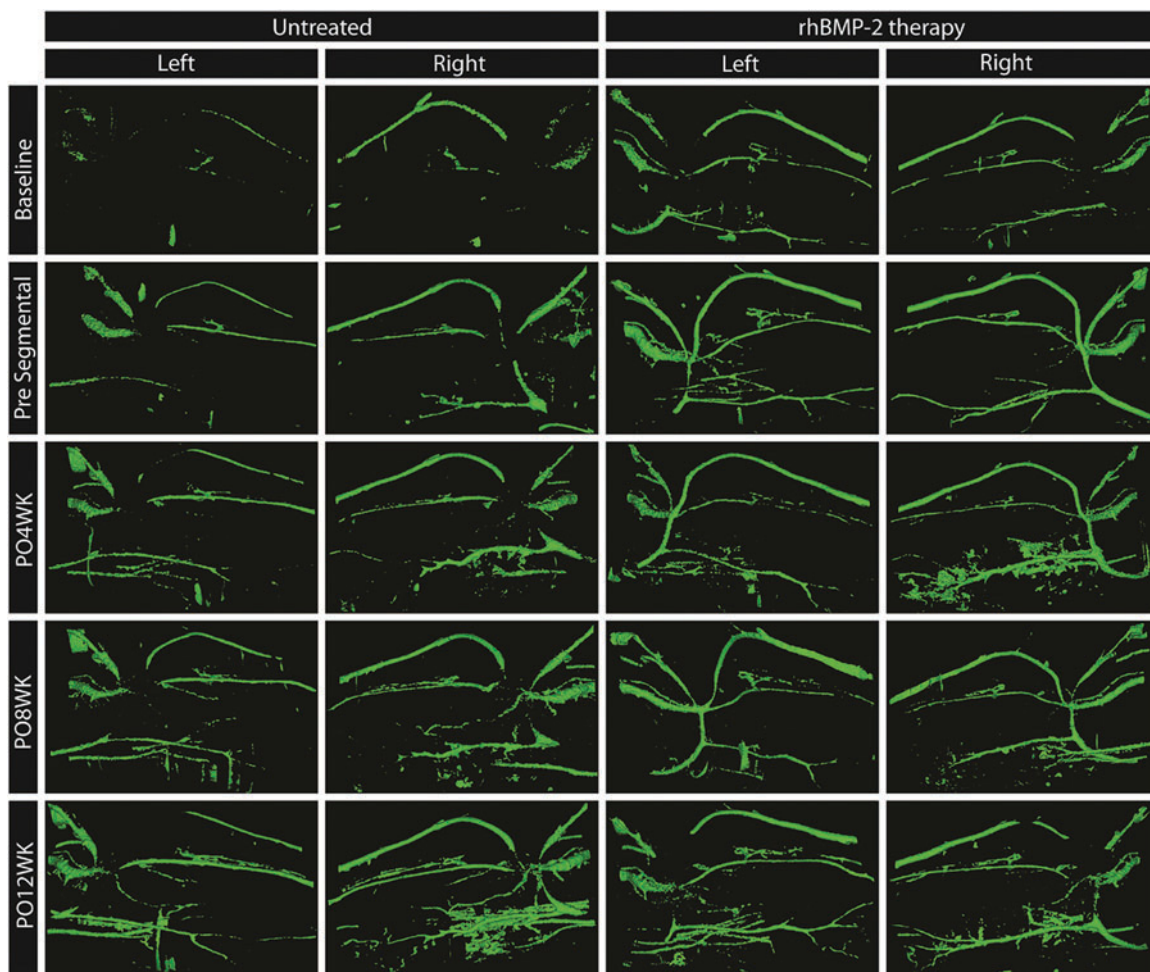 Untreated
rhBMP-2 therapy
Left
Right
Left
Right
Baseline
Pre Segmental
PO4WK
PO8WK
PO12WK